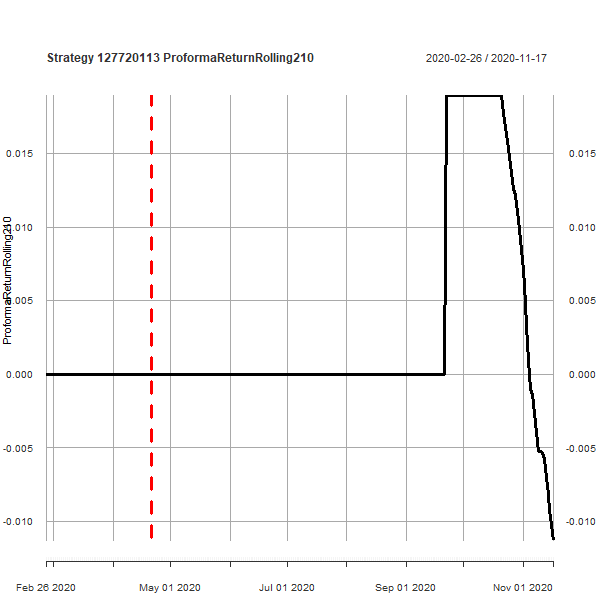 Strategy 127720113 ProformaReturnRolling210
2020-02-26 / 2020-11-17
ProformaReturnRolling210
0.015 0.015
0.010 0.010
0.005 0.005
0.000 0.000
-0.005 -0.005
-0.010 -0.010
Feb 26 2020 May 01 2020 Jul 01 2020 Sep 01 2020 Nov 01 2020